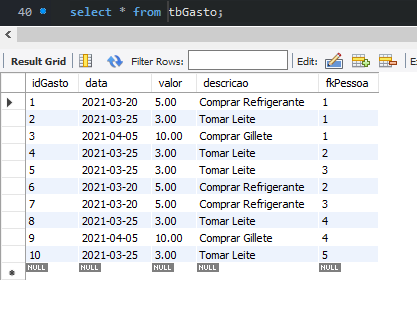 40 select * from tbGasto;
Result Grid Filter Rows: Edit:
idGasto data valor descricao fkPessoa
1 2021-03-20 5.00 Comprar Refrigerante 1
2 2021-03-25 3.00 Tomar Leite 1
3 2021-04-05 10.00 Comprar Gillete 1
4 2021-03-25 3.00 Tomar Leite 2
5 2021-03-25 3.00 Tomar Leite 3
6 2021-03-20 5.00 Comprar Refrigerante 2
7 2021-03-20 5.00 Comprar Refrigerante 3
8 2021-03-25 3.00 Tomar Leite 4
9 2021-04-05 10.00 Comprar Gillete 4
10 2021-03-25 3.00 Tomar Leite 5
NULL NULL NULL NULL NULL